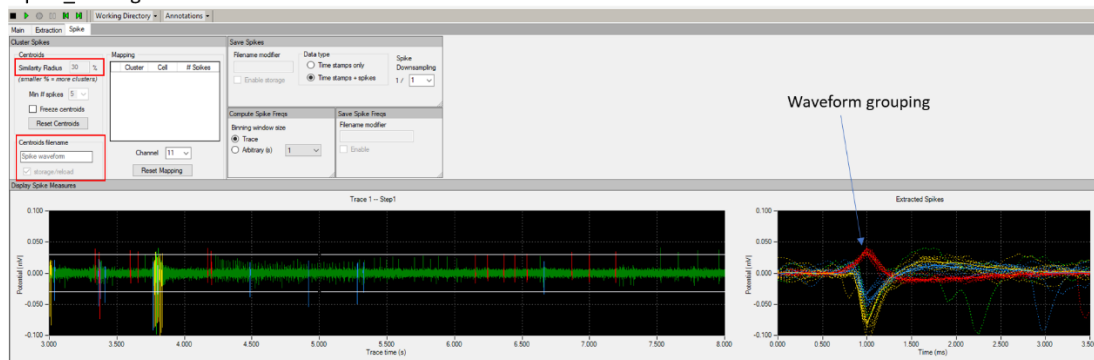 Working Directory Annotations
Main Extraction Spike
Cluster Spikes
Centroids
Similarity Radius 30 %
(smaller % = more clusters)
Min # spikes 5
Freeze centroids
Reset Centroids
Centroids filename
Spike waveform
storage/reload
Mapping
Cluster Cell # Spikes
Channel 11
Reset Mapping
Save Spikes
Filename modifier
Enable storage
Data type
Time stamps only
Time stamps + spikes
Spike
Downsampling
1 / 1
Compute Spike Freqs
Binning window size
Trace
Arbitrary (s) 1
Save Spike Freqs
Filename modifier
Enable
Waveform grouping
Display Spike Measures
Trace 1 -- Step1
Potential (mV)
0.100
0.050
0.000
-0.050
-0.100
3.000 3.500 4.000 4.500 5.000 5.500 6.000 6.500 7.000 7.500 8.000
Trace time (s)
Extracted Spikes
Potential (mV)
0.100
0.050
0.000
-0.050
-0.100
0.000 0.500 1.000 1.500 2.000 2.500 3.000 3.50
Time (ms)